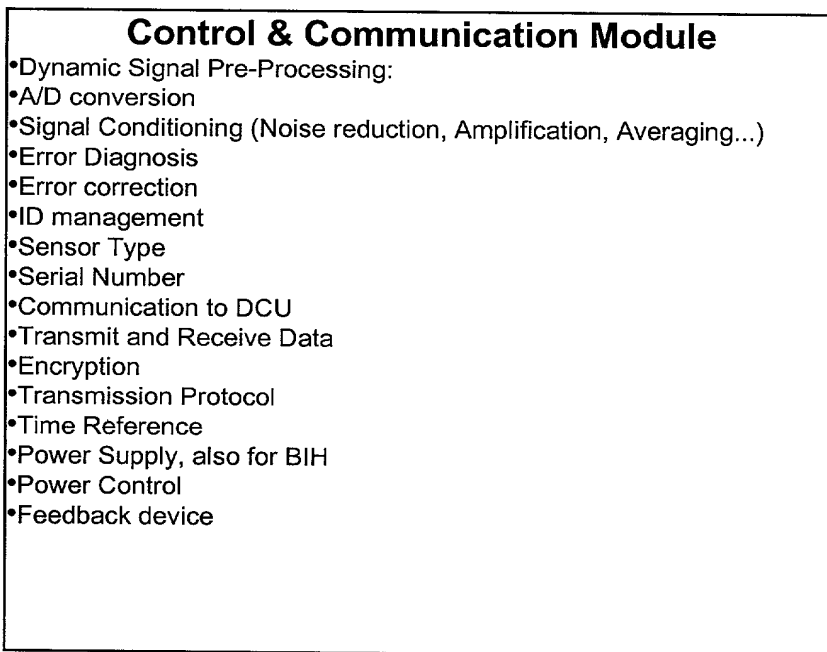 Control & Communication Module
•Dynamic Signal Pre-Processing:
•A/D conversion
•Signal Conditioning (Noise reduction, Amplification, Averaging...)
•Error Diagnosis
•Error correction
•ID management
•Sensor Type
•Serial Number
•Communication to DCU
•Transmit and Receive Data
•Encryption
•Transmission Protocol
•Time Reference
•Power Supply, also for BIH
•Power Control
•Feedback device